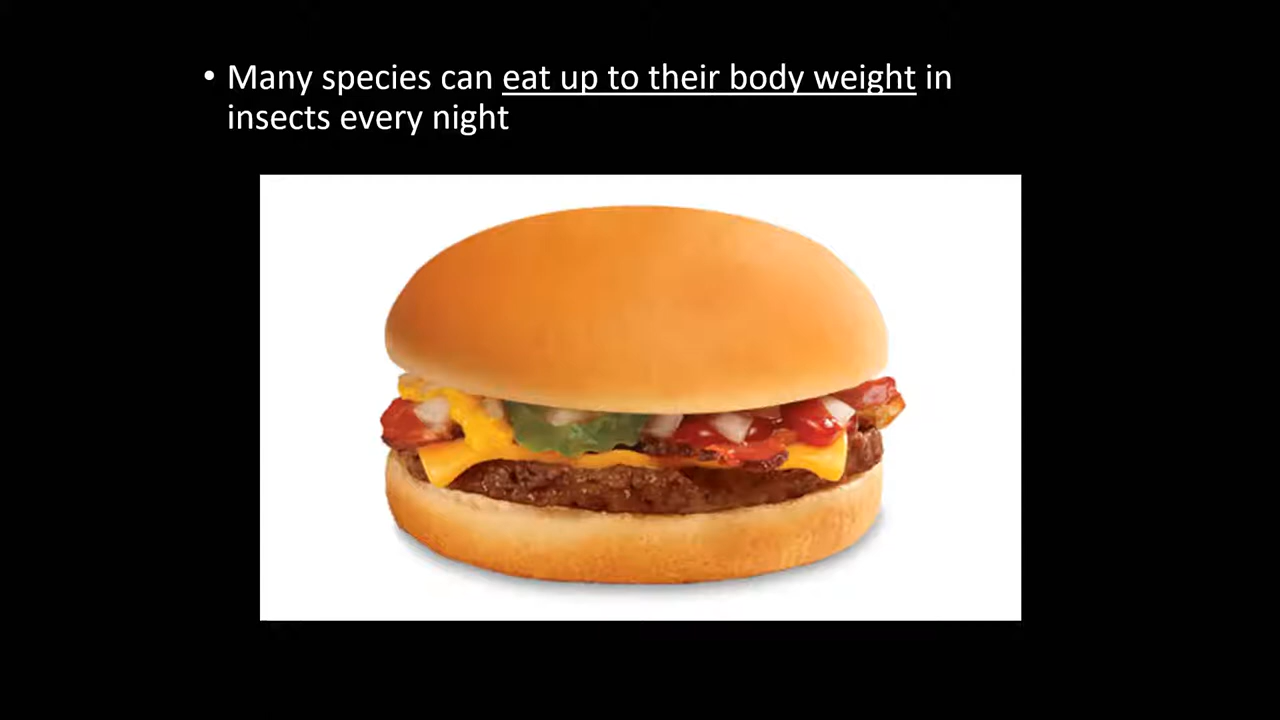 • Many species can eat up to their body weight in
insects every night